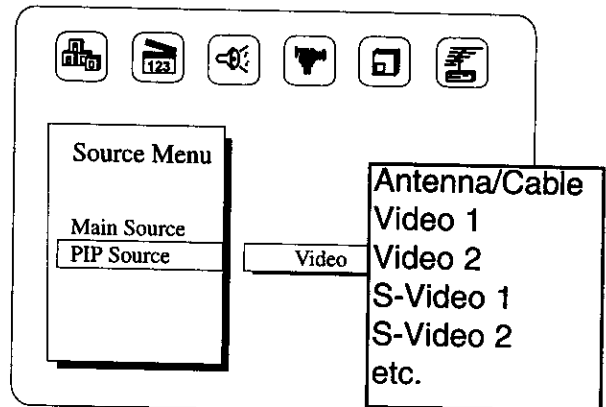 123
Source Menu
Main Source
PIP Source
Video
Antenna/Cable
Video 1
Video 2
S-Video 1
S-Video 2
etc.